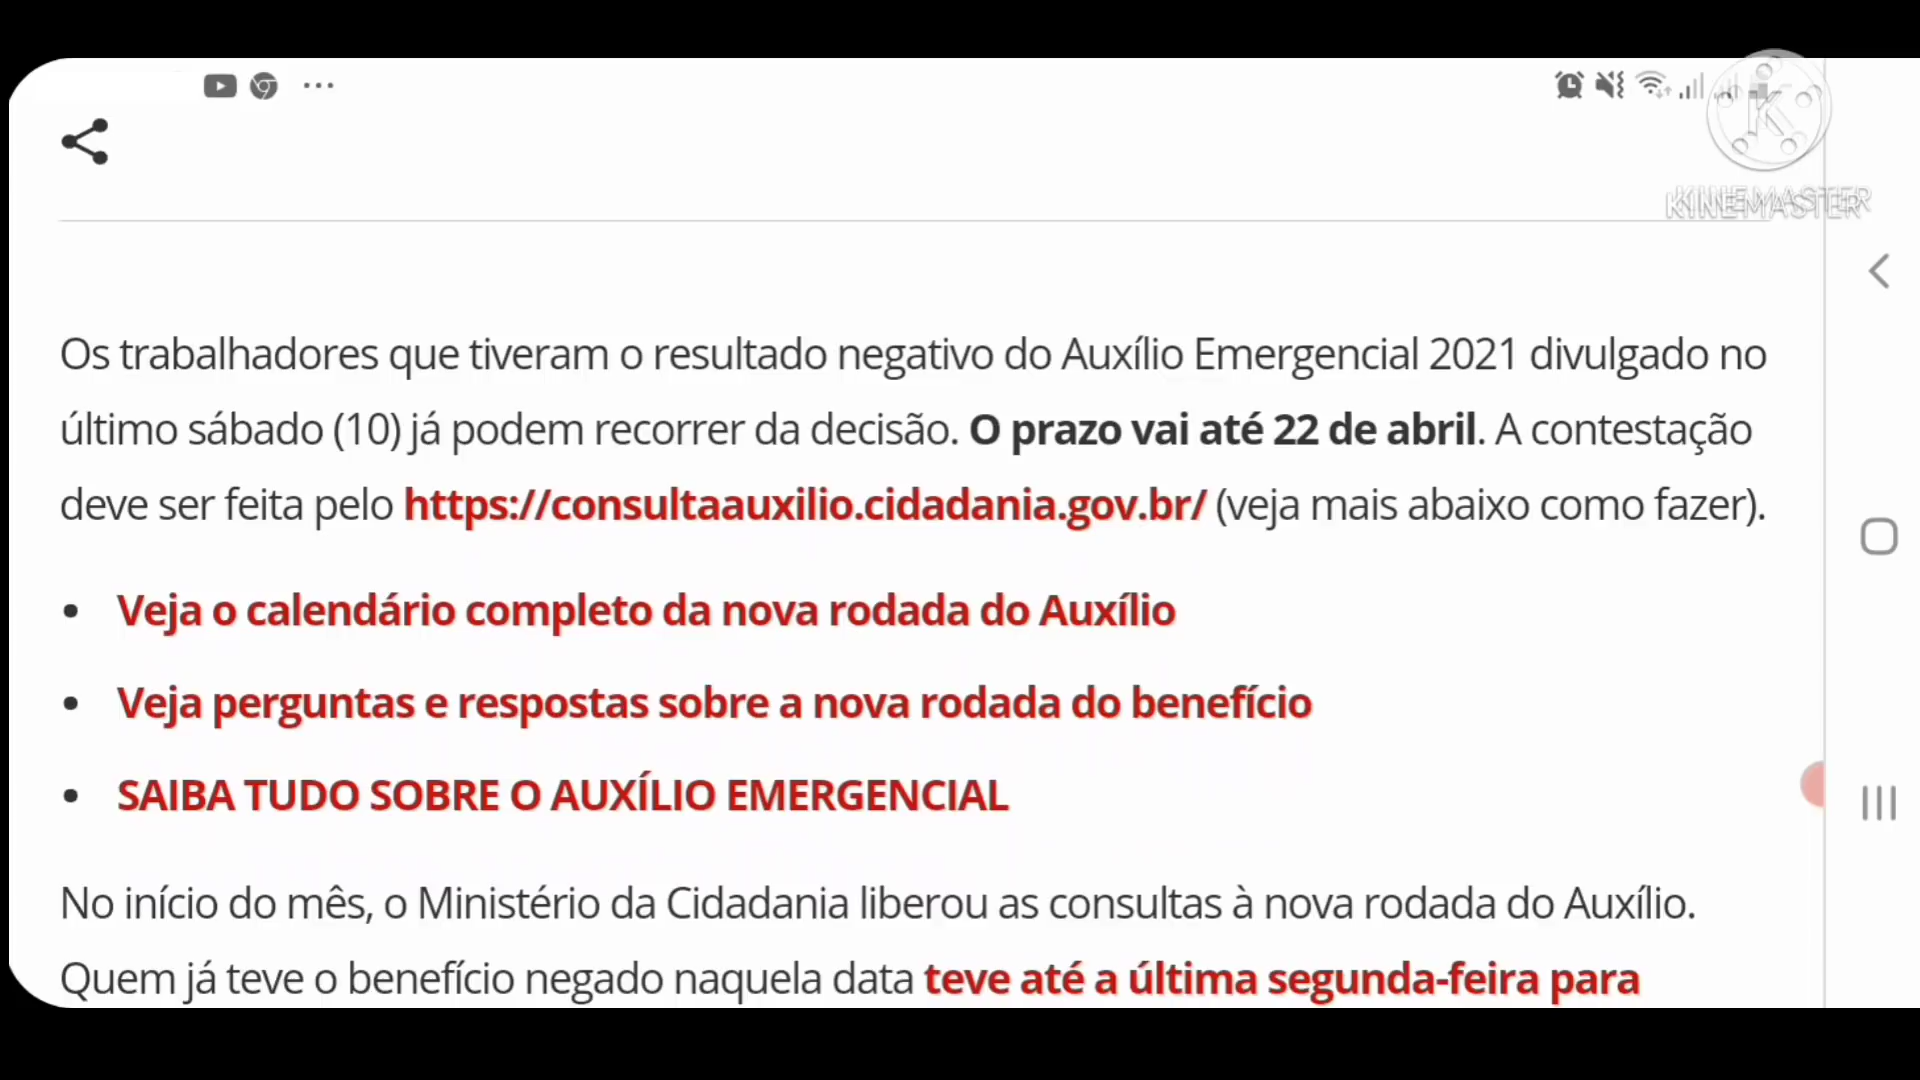 KINEMASTER
Os trabalhadores que tiveram o resultado negativo do Auxílio Emergencial 2021 divulgado no
último sábado (10) já podem recorrer da decisão. O prazo vai até 22 de abril. A contestação
deve ser feita pelo https://consultaauxilio.cidadania.gov.br/ (veja mais abaixo como fazer).
• Veja o calendário completo da nova rodada do Auxílio
• Veja perguntas e respostas sobre a nova rodada do benefício
• SAIBA TUDO SOBRE O AUXÍLIO EMERGENCIAL
No início do mês, o Ministério da Cidadania liberou as consultas à nova rodada do Auxílio.
Quem já teve o benefício negado naquela data teve até a última segunda-feira para